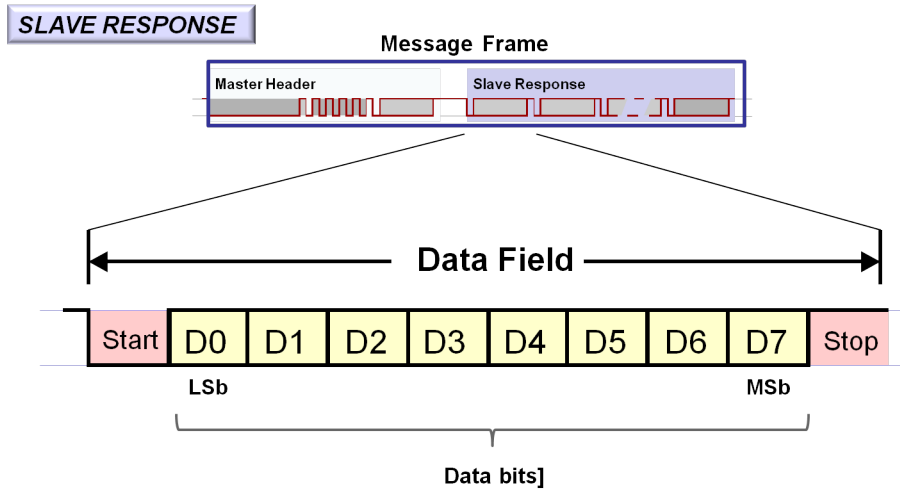 SLAVE RESPONSE
Message Frame
Master Header Slave Response
Data Field
Start D0 D1 D2 D3 D4 D5 D6 D7 Stop
LSb MSb
Data bits]